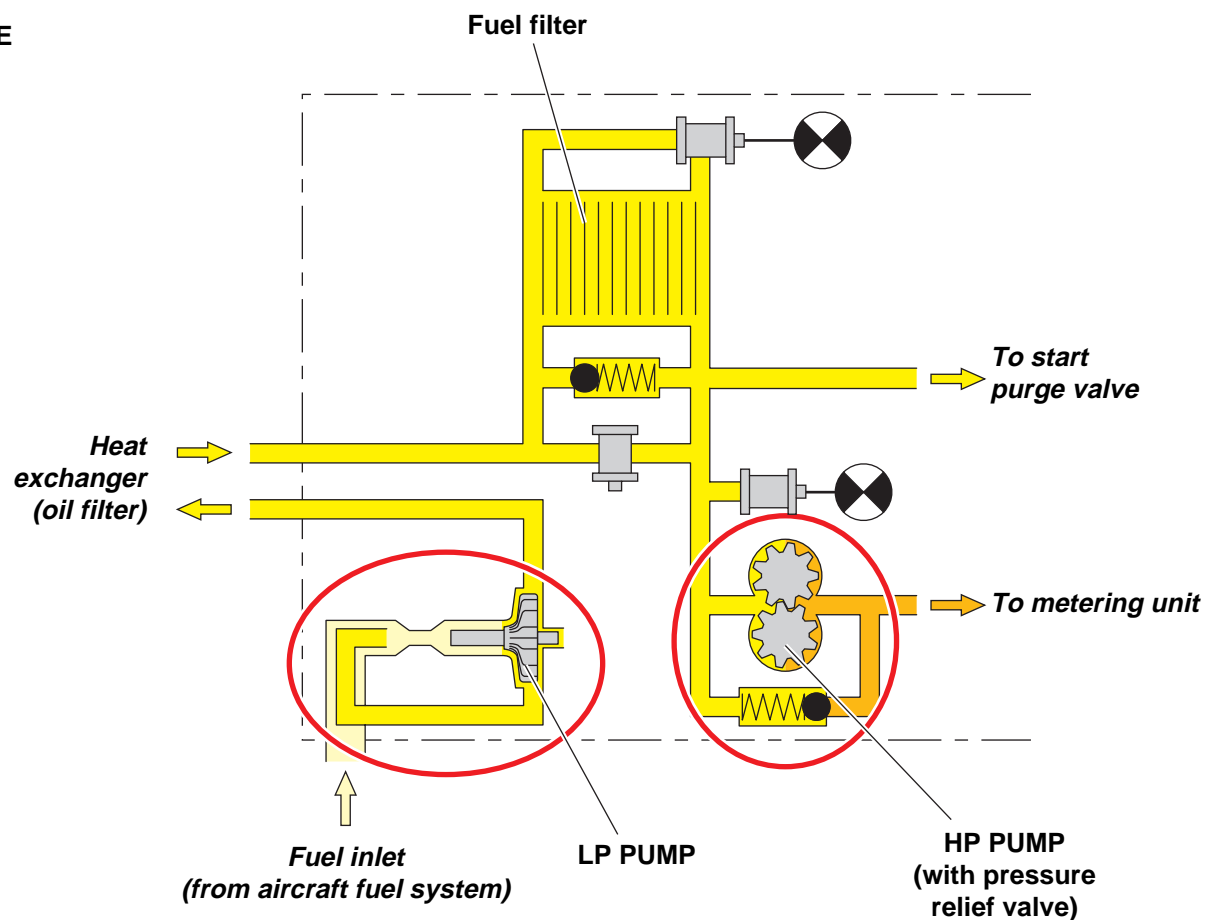 E
Fuel filter
To start
purge valve
Heat
exchanger
(oil filter)
To metering unit
Fuel inlet
(from aircraft fuel system)
LP PUMP
HP PUMP
(with pressure
relief valve)